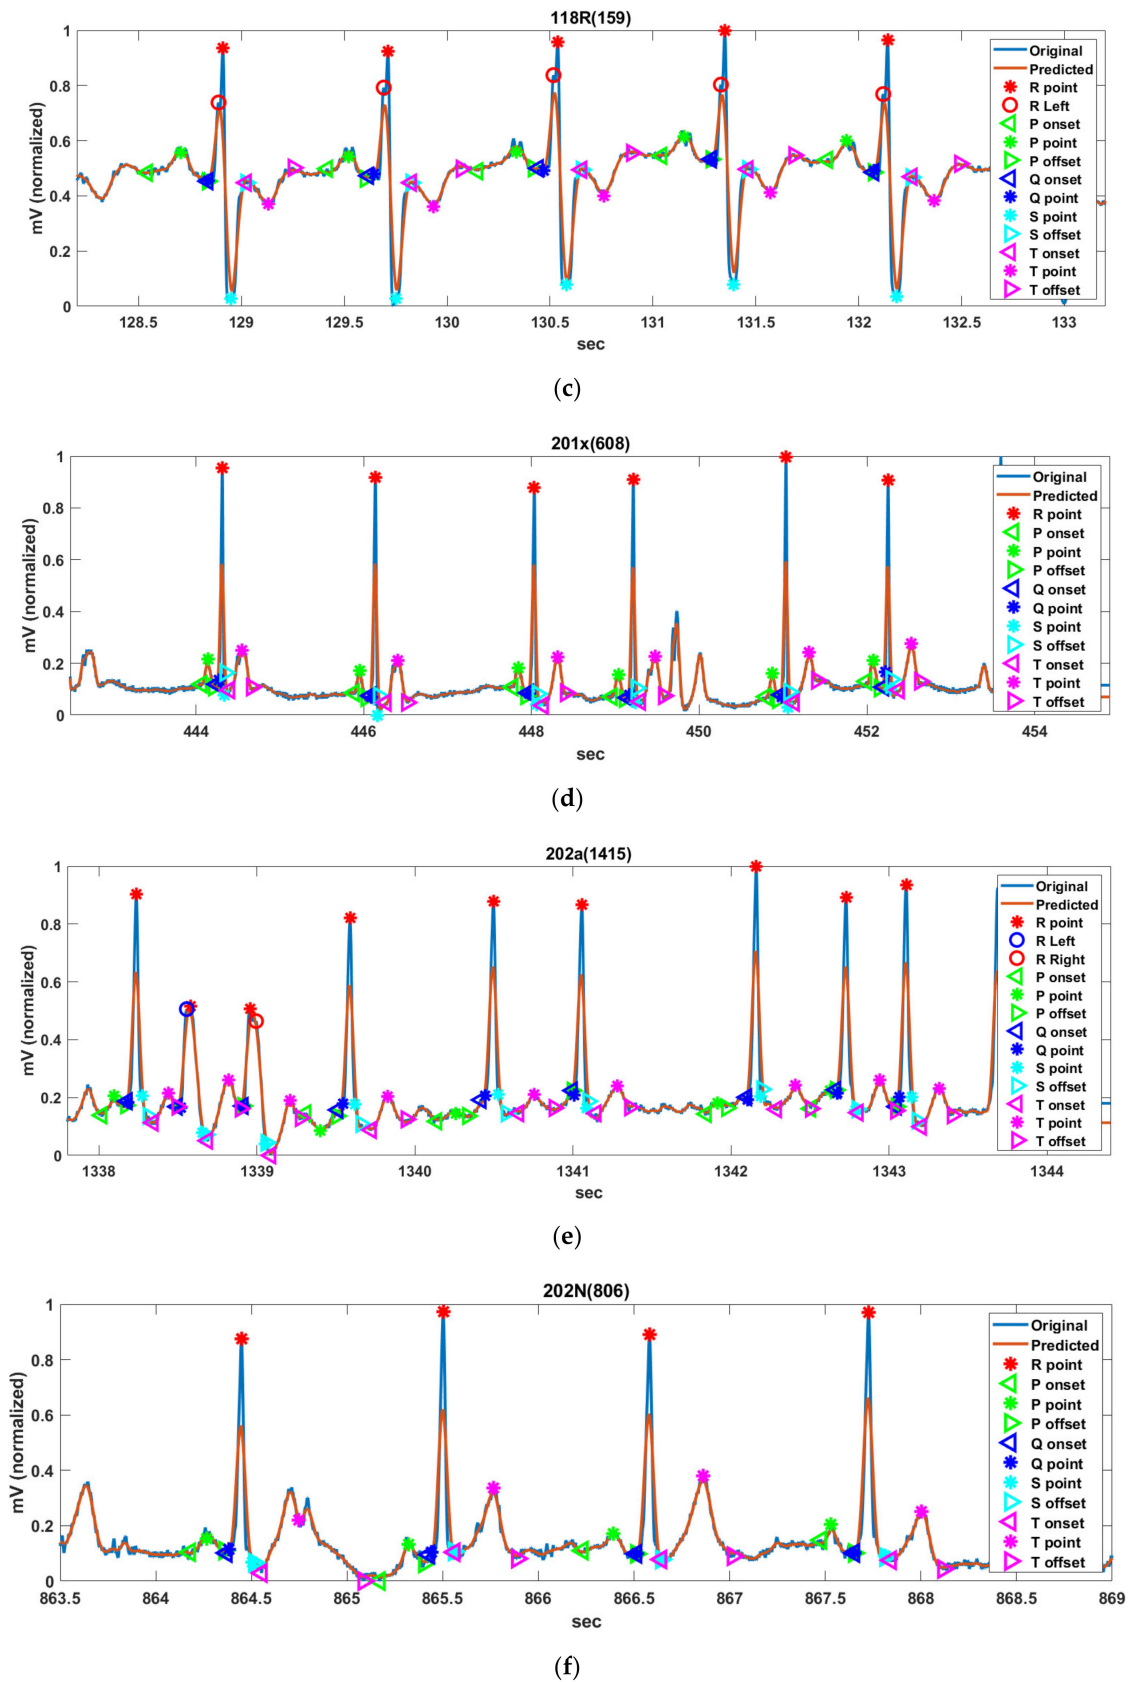 118R(159)
1
0.8
0.6
0.4
0.2
0
mV (normalized)
128.5 129 129.5 130 130.5 131 131.5 132 132.5 133
sec
Original
Predicted
R point
R Left
P onset
P point
P offset
Q onset
Q point
S point
S offset
T onset
T point
T offset
(c)
201x(608)
1
0.8
0.6
0.4
0.2
0
mV (normalized)
444 446 448 450 452 454
sec
Original
Predicted
R point
P onset
P point
P offset
Q onset
Q point
S point
S offset
T onset
T point
T offset
(d)
202a(1415)
1
0.8
0.6
0.4
0.2
0
mV (normalized)
1338 1339 1340 1341 1342 1343 1344
sec
Original
Predicted
R point
R Left
R Right
P onset
P point
P offset
Q onset
Q point
S point
S offset
T onset
T point
T offset
(e)
202N(806)
1
0.8
0.6
0.4
0.2
0
mV (normalized)
863.5 864 864.5 865 865.5 866 866.5 867 867.5 868 868.5 869
sec
Original
Predicted
R point
P onset
P point
P offset
Q onset
Q point
S point
S offset
T onset
T point
T offset
(f)